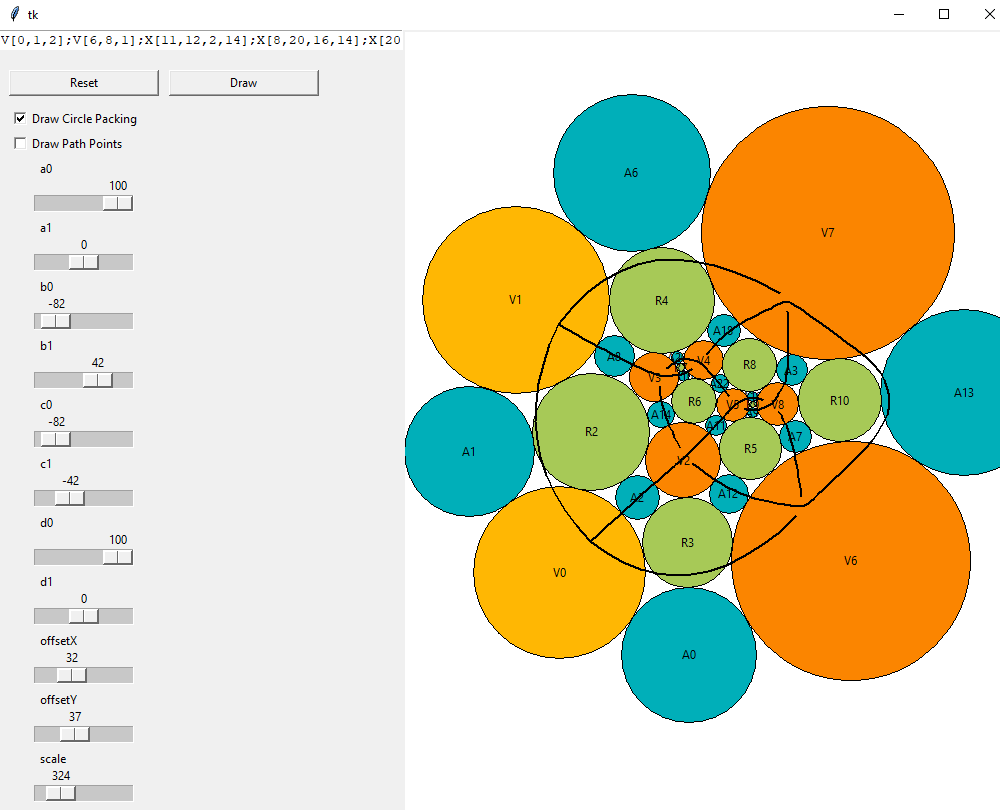 tk
V[0,1,2];V[6,8,1];X[11,12,2,14];X[8,20,16,14];X[20
Reset
Draw
Draw Circle Packing
Draw Path Points
a0
100
a1
0
b0
-82
b1
42
c0
-82
c1
-42
d0
100
d1
0
offsetX
32
offsetY
37
scale
324
A6
V7
V1
R4
A10
V4
R8
A3
V3
A13
R10
R6
V8
A14
R2
A7
R5
A1
V2
A2
A12
R3
V6
V0
A0